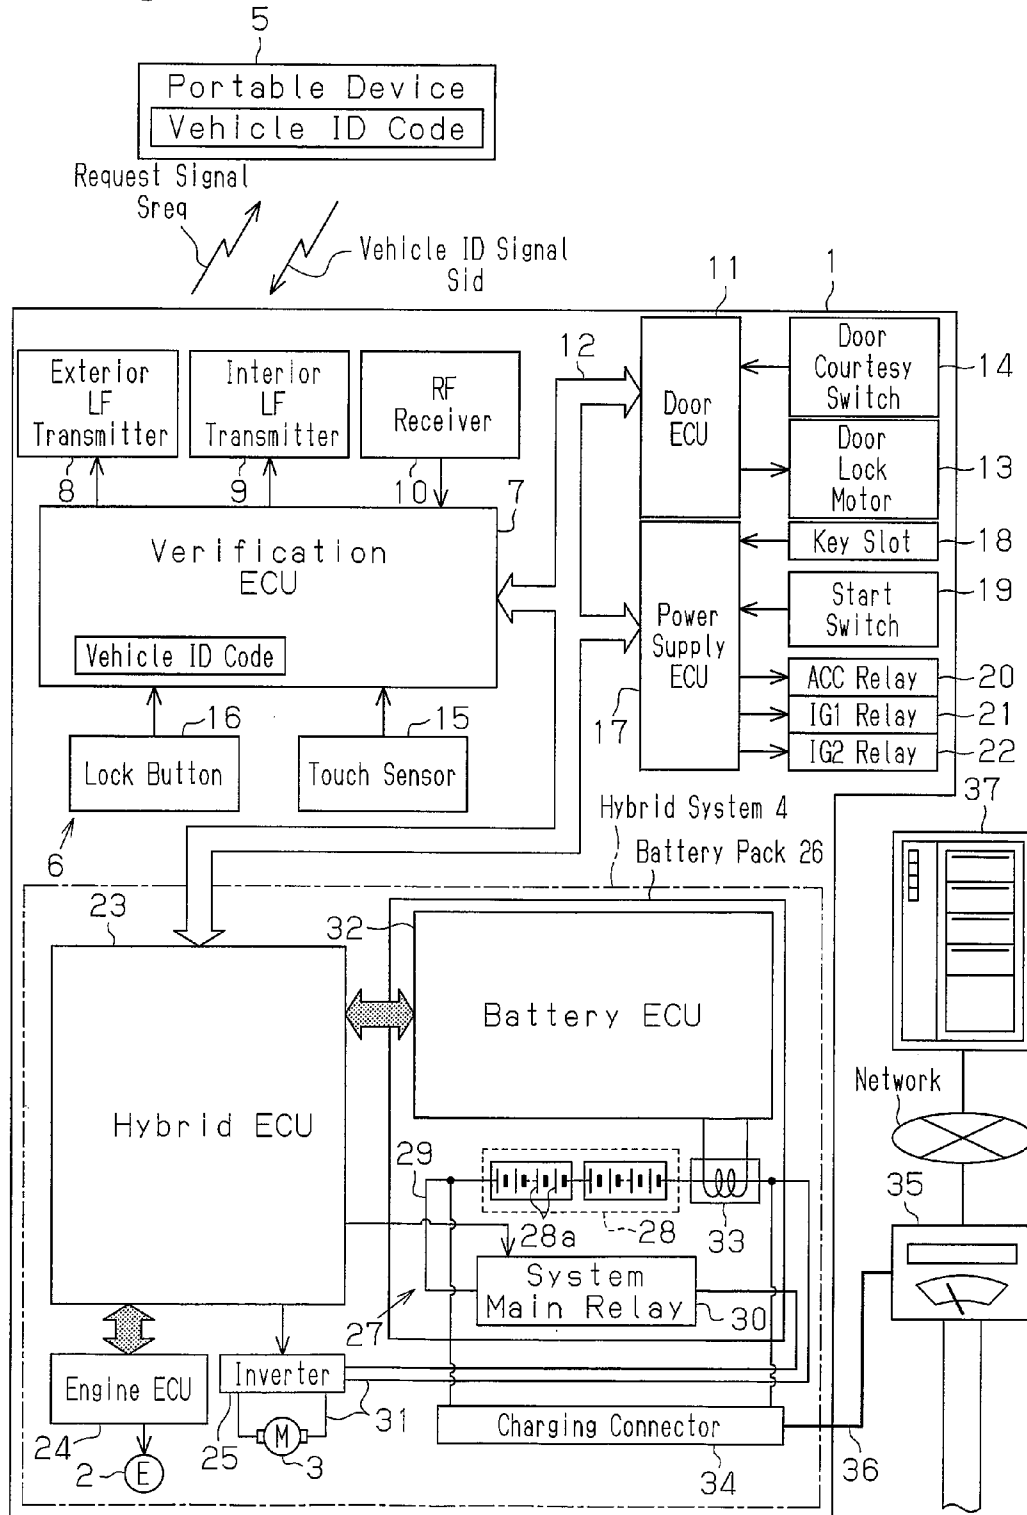 5
Portable Device
Vehicle ID Code
Request Signal
Sreq
Vehicle ID Signal
Sid
11
1
12
Exterior
LF
Transmitter
Interior
LF
Transmitter
RF
Receiver
Door
ECU
Door
Courtesy
Switch
14
Door
Lock
Motor
13
8
9
10
7
Verification
ECU
Vehicle ID Code
Key Slot
18
Power
Supply
ECU
Start
Switch
19
ACC Relay
20
IG1 Relay
21
IG2 Relay
22
17
16
15
Lock Button
Touch Sensor
6
Hybrid System 4
Battery Pack 26
37
23
32
Battery ECU
Hybrid ECU
Network
29
28a
28
33
35
System
Main Relay
30
27
Engine ECU
Inverter
31
24
25
M
3
2
E
Charging Connector
34
36